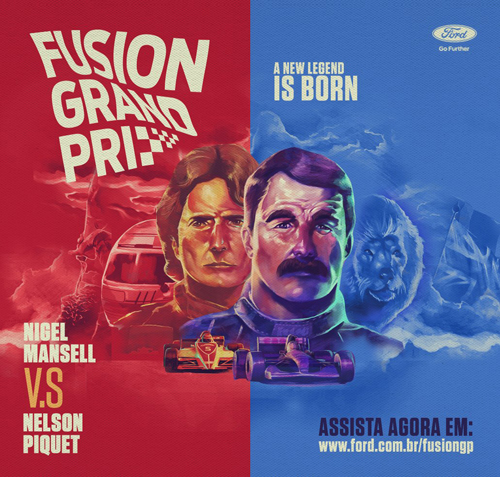 FUSION
GRAND
PRIX
A NEW LEGEND
IS BORN
Ford
Go Further
NIGEL
MANSELL
V.S
NELSON
PIQUET
ASSISTA AGORA EM:
www.ford.com.br/fusiongp
5